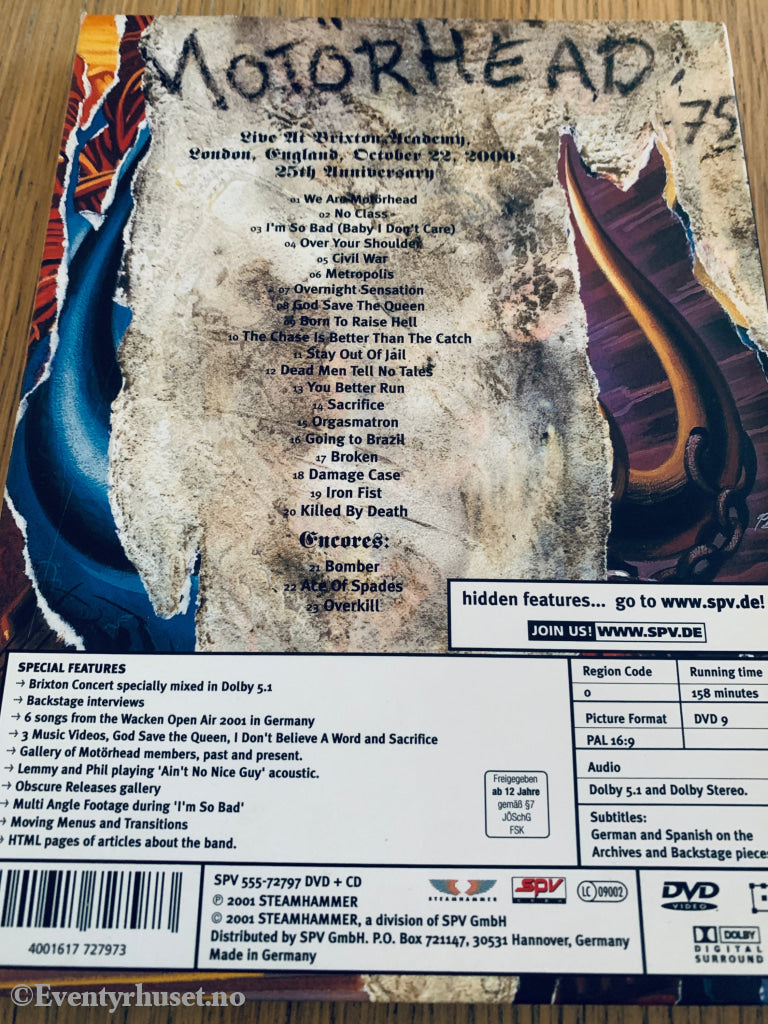 MOTÖRHEAD,
-75
Live At Brixton Academy,
London, England, October 22, 2000:
25th Anniversary
01 We Are Motörhead
02 No Class
03 I'm So Bad (Baby I Don't Care)
04 Over Your Shoulder
05 Civil War
06 Metropolis
07 Overnight Sensation
08 God Save The Queen
09 Born To Raise Hell
10 The Chase Is Better Than The Catch
11 Stay Out Of Jail
12 Dead Men Tell No Tales
13 You Better Run
14 Sacrifice
15 Orgasmatron
16 Going to Brazil
17 Broken
18 Damage Case
19 Iron Fist
20 Killed By Death
Encores:
21 Bomber
22 Ace Of Spades
23 Overkill
hidden features... go to www.spv.de!
JOIN US! WWW.SPV.DE
SPECIAL FEATURES
→ Brixton Concert specially mixed in Dolby 5.1
→ Backstage interviews
→ 6 songs from the Wacken Open Air 2001 in Germany
→ 3 Music Videos, God Save the Queen, I Don't Believe A Word and Sacrifice
→ Gallery of Motörhead members, past and present.
→ Lemmy and Phil playing 'Ain't No Nice Guy' acoustic.
→ Obscure Releases gallery
→ Multi Angle Footage during 'I'm So Bad'
→ Moving Menus and Transitions
→ HTML pages of articles about the band.
Freigegeben
ab 12 Jahre
gemäß §7
JÖSchG
FSK
Region Code
0
Running time
158 minutes
Picture Format
PAL 16:9
DVD 9
Audio
Dolby 5.1 and Dolby Stereo.
Subtitles:
German and Spanish on the
Archives and Backstage pieces
4001617 727973
SPV 555-72797 DVD + CD
℗ 2001 STEAMHAMMER
© 2001 STEAMHAMMER, a division of SPV GmbH
Distributed by SPV GmbH. P.O. Box 721147, 30531 Hannover, Germany
Made in Germany
STEAMHAMMER
SPV
LC 09002
DVD
VIDEO
DOLBY
DIGITAL
SURROUND
©Eventyrhuset.no